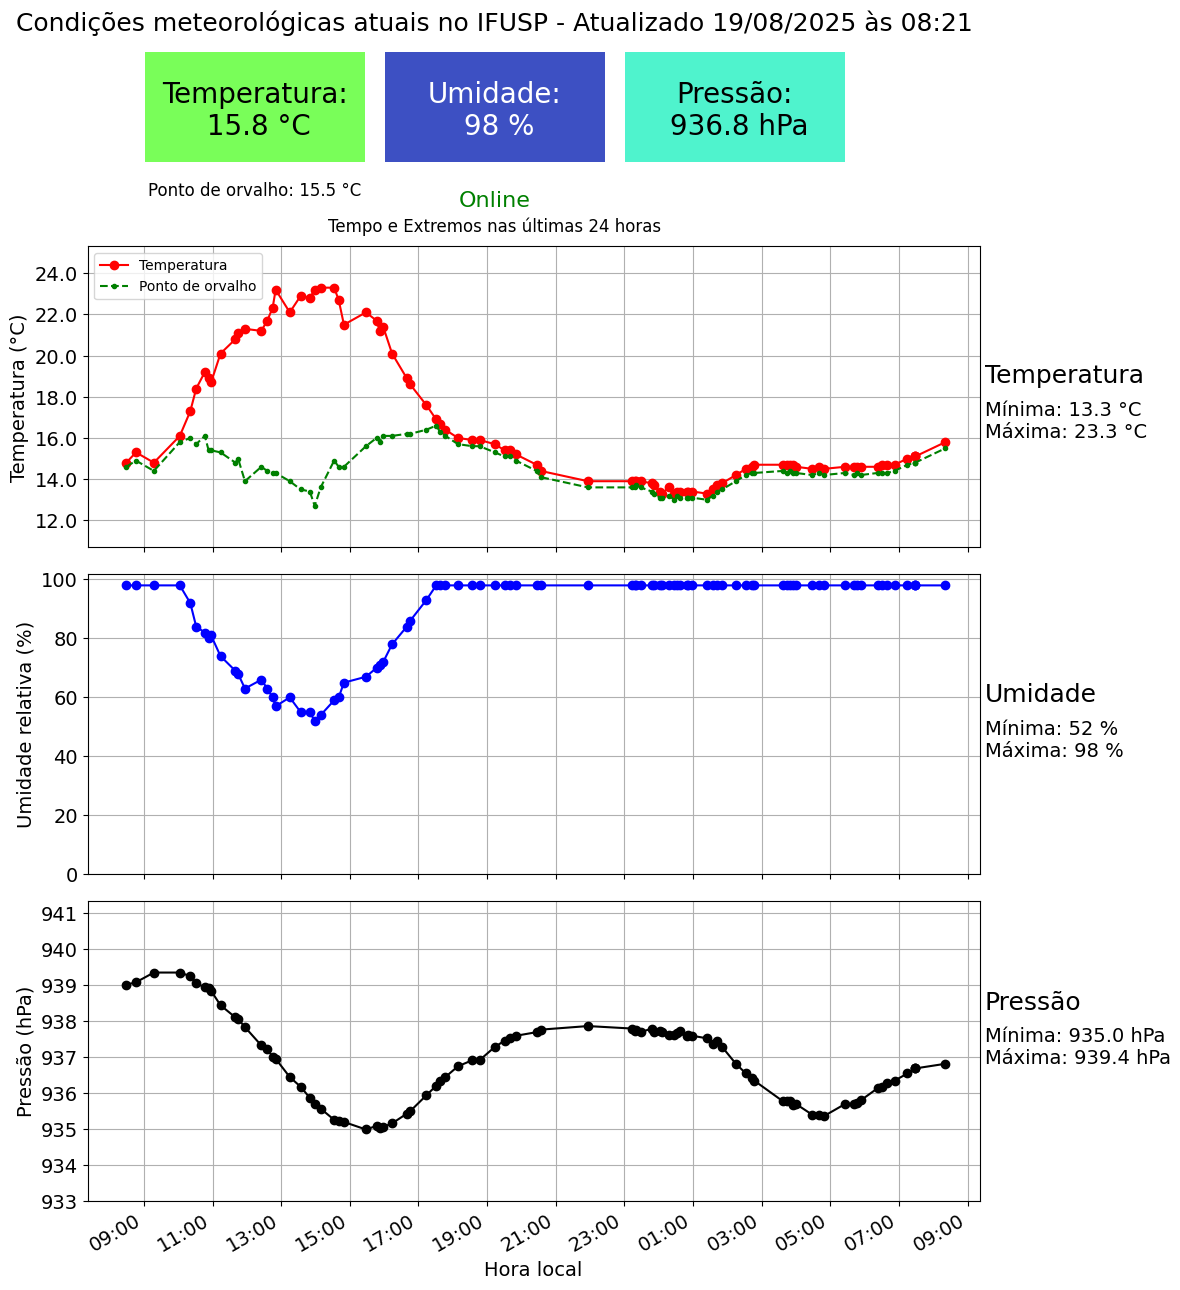 Condições meteorológicas atuais no IFUSP - Atualizado 19/08/2025 às 08:21
Temperatura:
15.8 °C
Umidade:
98 %
Pressão:
936.8 hPa
Ponto de orvalho: 15.5 °C
Online
Tempo e Extremos nas últimas 24 horas
Temperatura (°C)
24.0
22.0
20.0
18.0
16.0
14.0
12.0
Temperatura
Ponto de orvalho
Temperatura
Mínima: 13.3 °C
Máxima: 23.3 °C
Umidade relativa (%)
100
80
60
40
20
0
Umidade
Mínima: 52 %
Máxima: 98 %
Pressão (hPa)
941
940
939
938
937
936
935
934
933
Pressão
Mínima: 935.0 hPa
Máxima: 939.4 hPa
09:00
11:00
13:00
15:00
17:00
19:00
21:00
23:00
01:00
03:00
05:00
07:00
09:00
Hora local